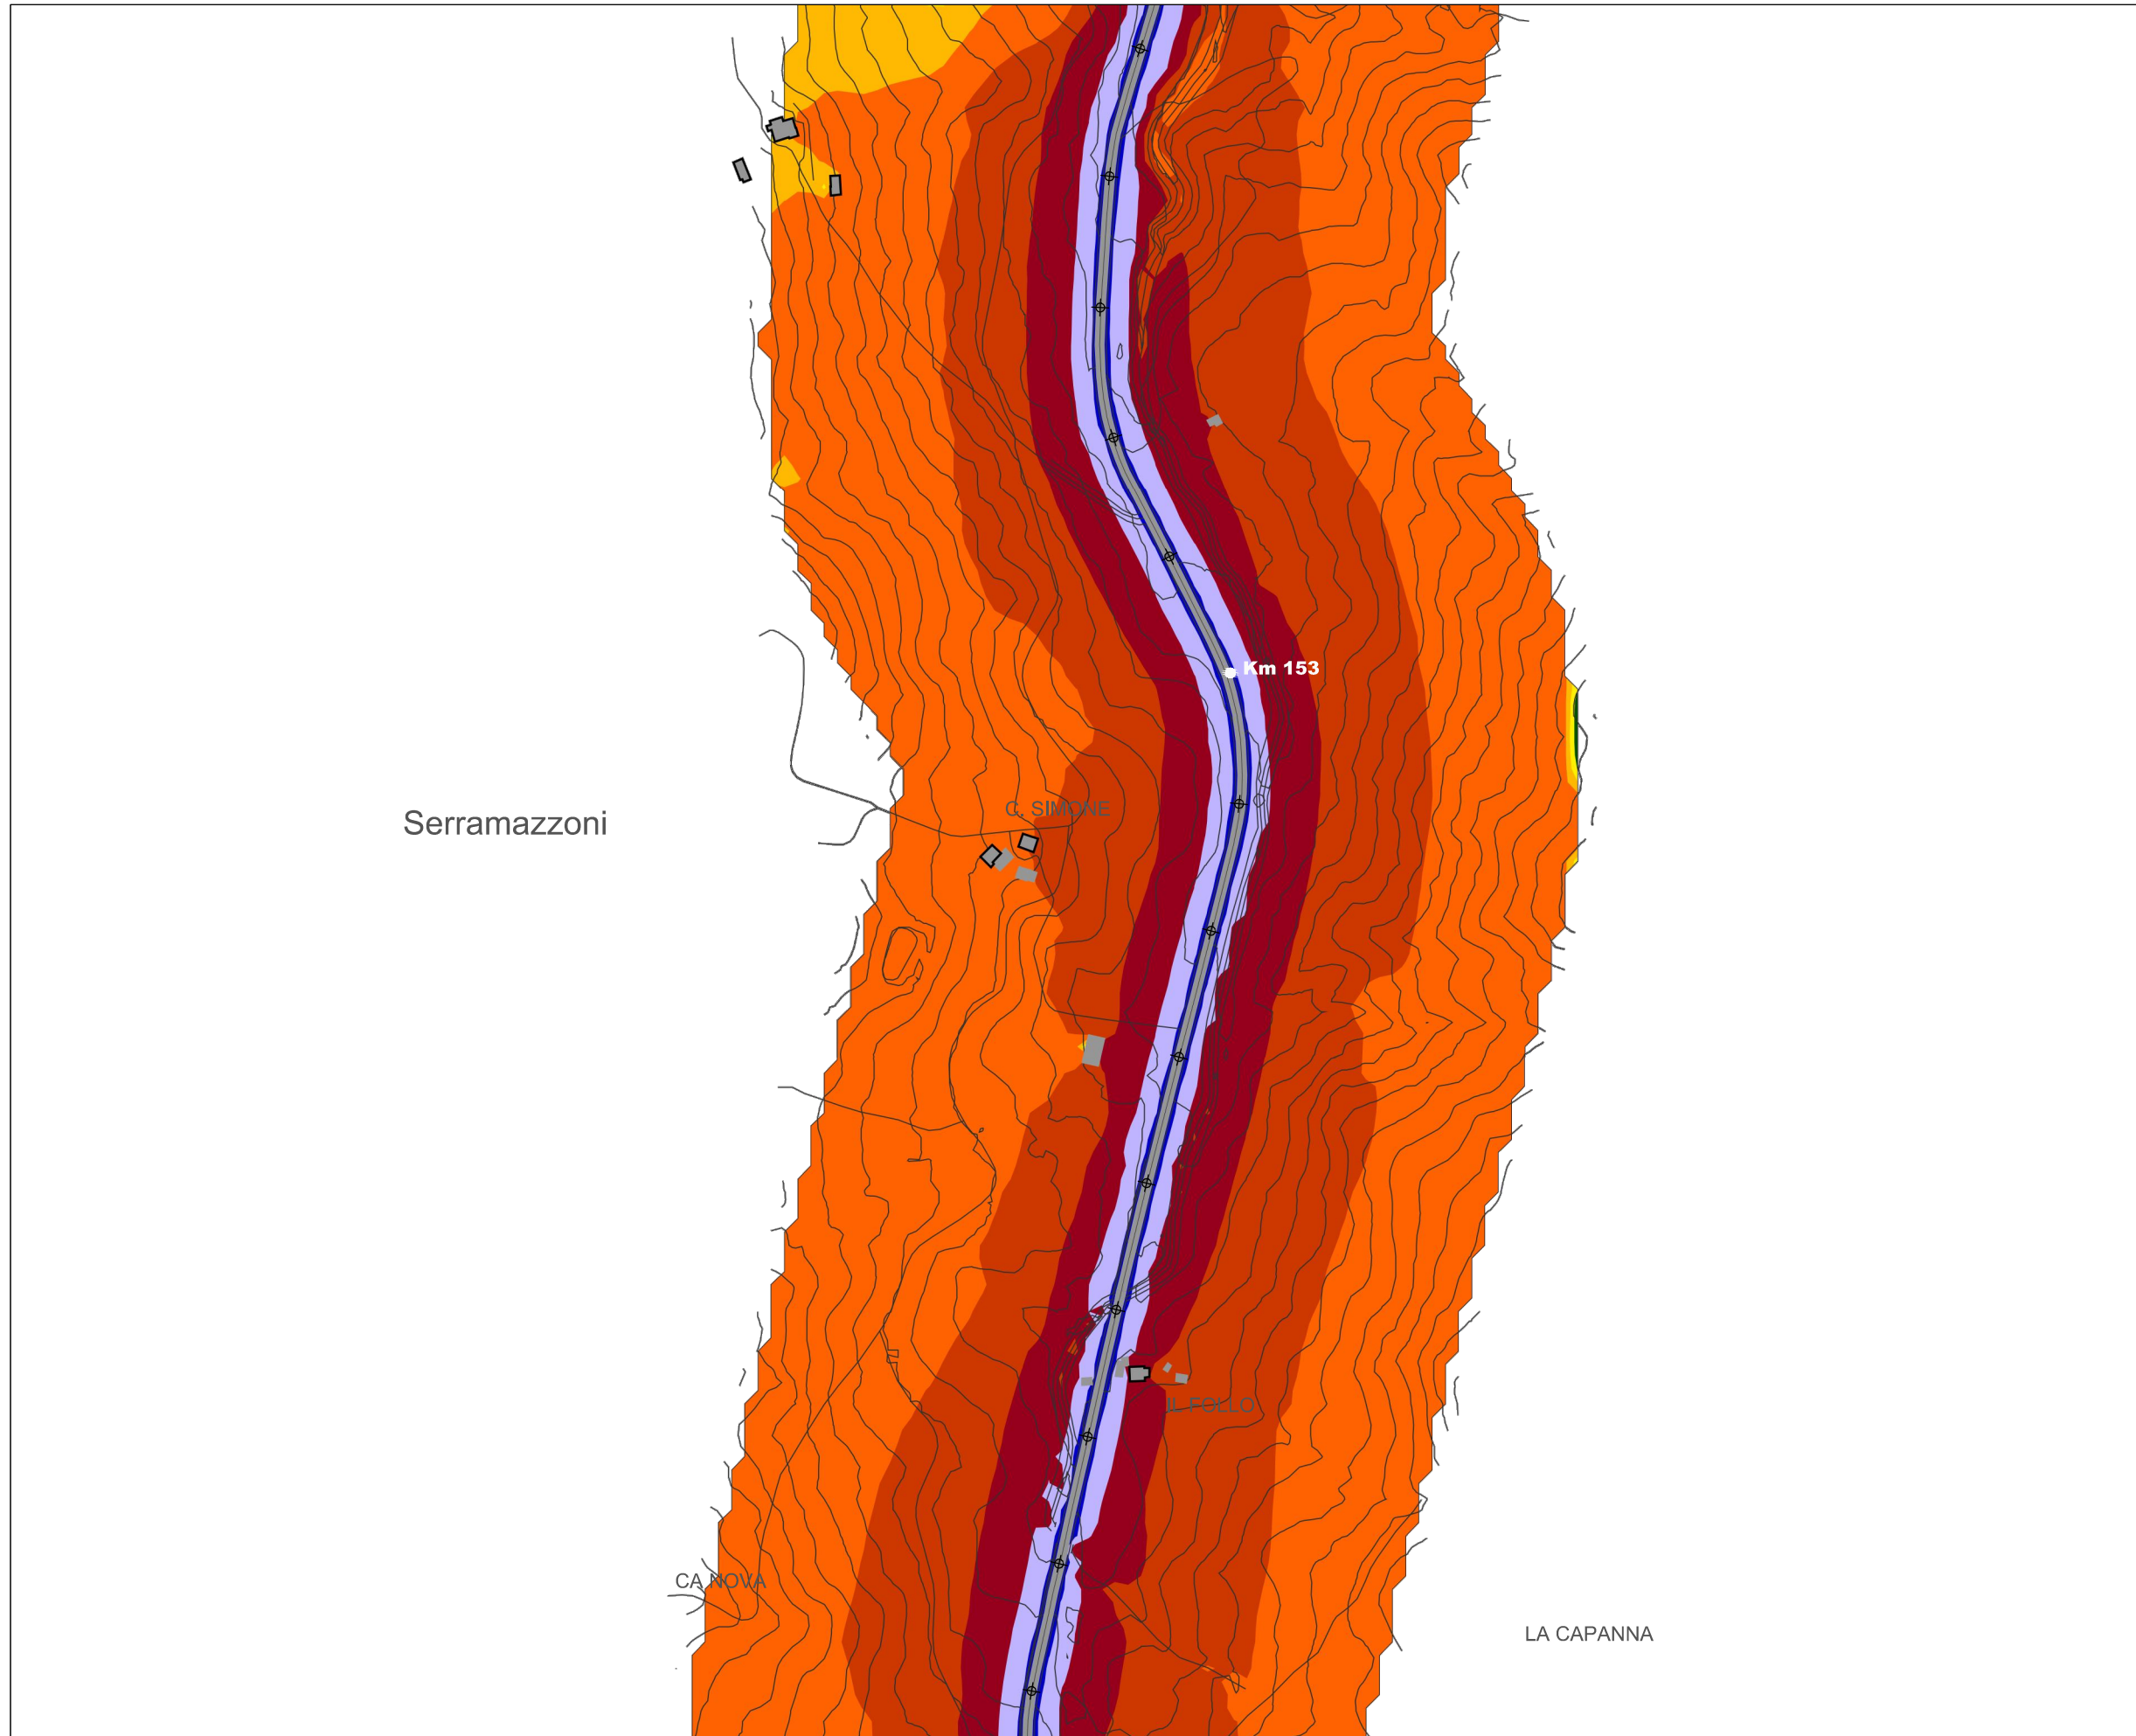 Km 153
C. SIMONE
Serramazzoni
IL FOLLO
CA NOVA
LA CAPANNA